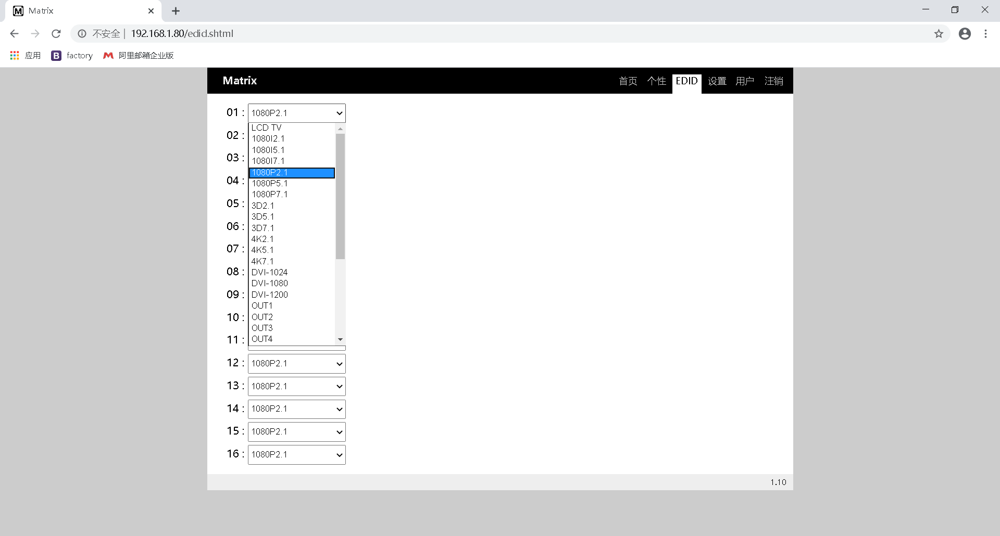 Matrix
不安全 | 192.168.1.80/edid.shtml
应用 factory 阿里邮箱企业版
Matrix 首页 个性 EDID 设置 用户 注销
01 : 1080P2.1
LCD TV
02 :
1080I2.1
1080I5.1
03 :
1080I7.1
1080P2.1
04 :
1080P5.1
1080P7.1
05 :
3D2.1
3D5.1
06 :
3D7.1
4K2.1
07 :
4K5.1
4K7.1
08 :
DVI-1024
DVI-1080
09 :
DVI-1200
OUT1
10 :
OUT2
OUT3
11 :
OUT4
12 : 1080P2.1
13 : 1080P2.1
14 : 1080P2.1
15 : 1080P2.1
16 : 1080P2.1
1.10